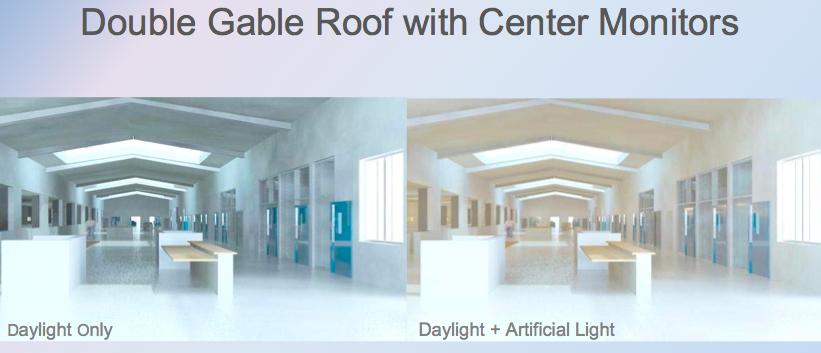 Double Gable Roof with Center Monitors
Daylight Only
Daylight + Artificial Light